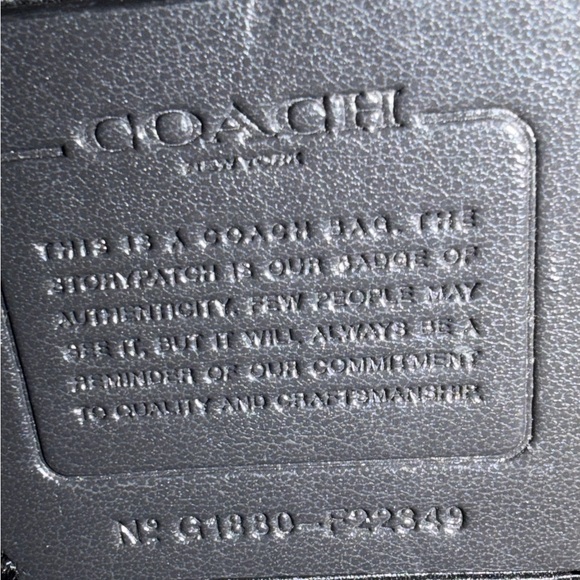 COACH
NEW YORK
THIS IS A COACH BAG. THE
STORYPATCH IS OUR BADGE OF
AUTHENTICITY. FEW PEOPLE MAY
SEE IT, BUT IT WILL ALWAYS BE A
REMINDER OF OUR COMMITMENT
TO QUALITY AND CRAFTSMANSHIP.
Nº G1880-F22349